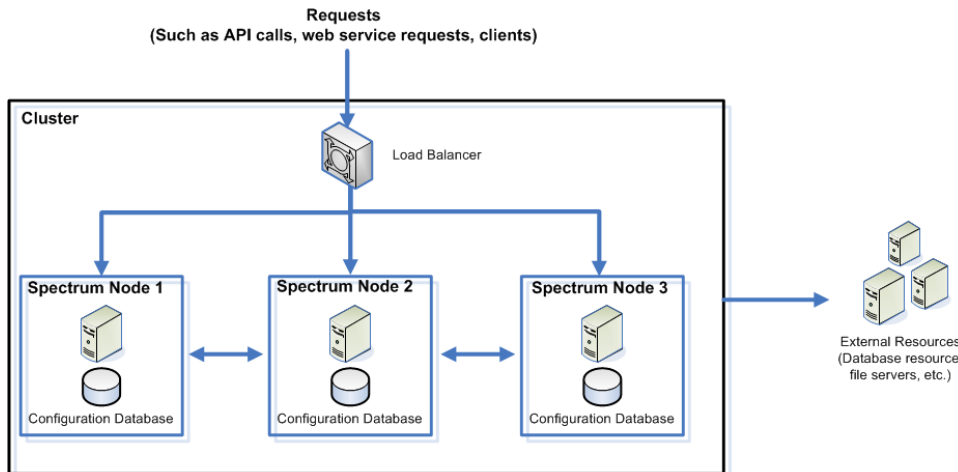 Requests
(Such as API calls, web service requests, clients)
Cluster
Load Balancer
Spectrum Node 1
Configuration Database
Spectrum Node 2
Configuration Database
Spectrum Node 3
Configuration Database
External Resources
(Database resource
file servers, etc.)